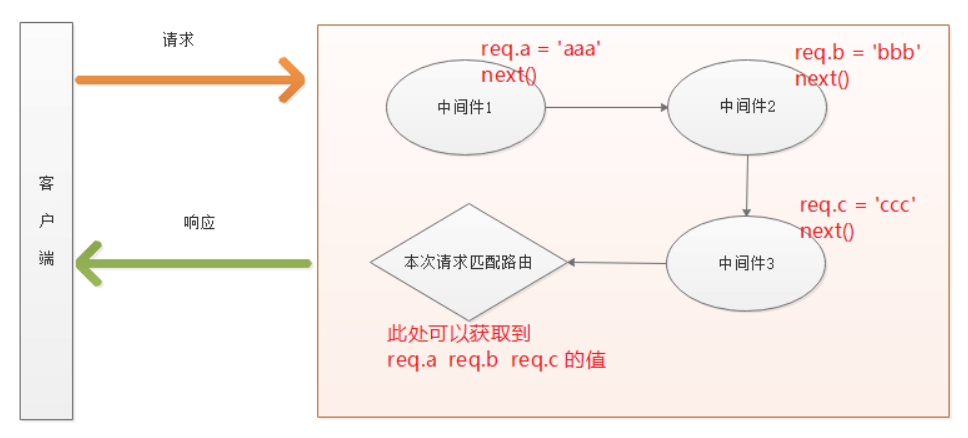 请求
req.a = 'aaa'
next()
req.b = 'bbb'
next()
中间件1
中间件2
客
户
端
响应
req.c = 'ccc'
next()
本次请求匹配路由
中间件3
此处可以获取到
req.a req.b req.c 的值